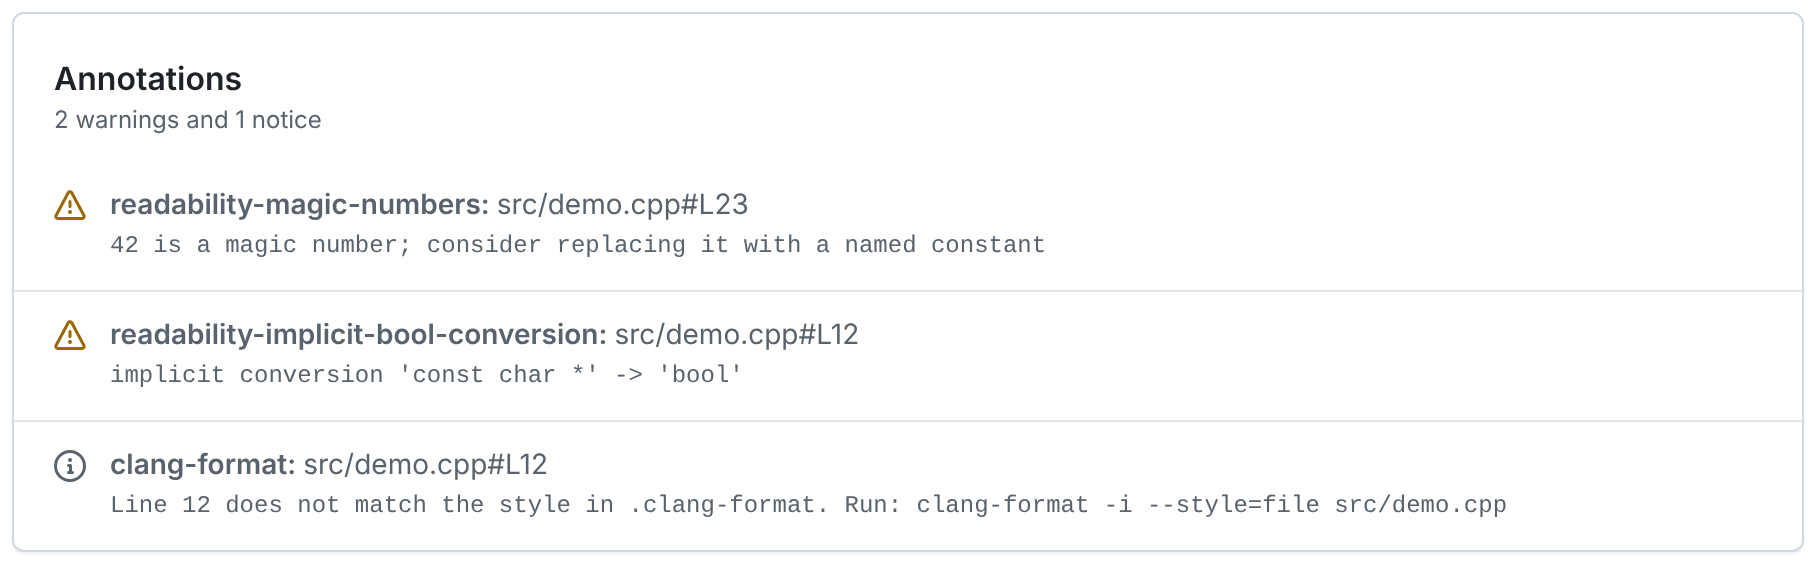 Annotations
2 warnings and 1 notice
readability-magic-numbers: src/demo.cpp#L23
42 is a magic number; consider replacing it with a named constant
readability-implicit-bool-conversion: src/demo.cpp#L12
implicit conversion 'const char *' -> 'bool'
clang-format: src/demo.cpp#L12
Line 12 does not match the style in .clang-format. Run: clang-format -i --style=file src/demo.cpp